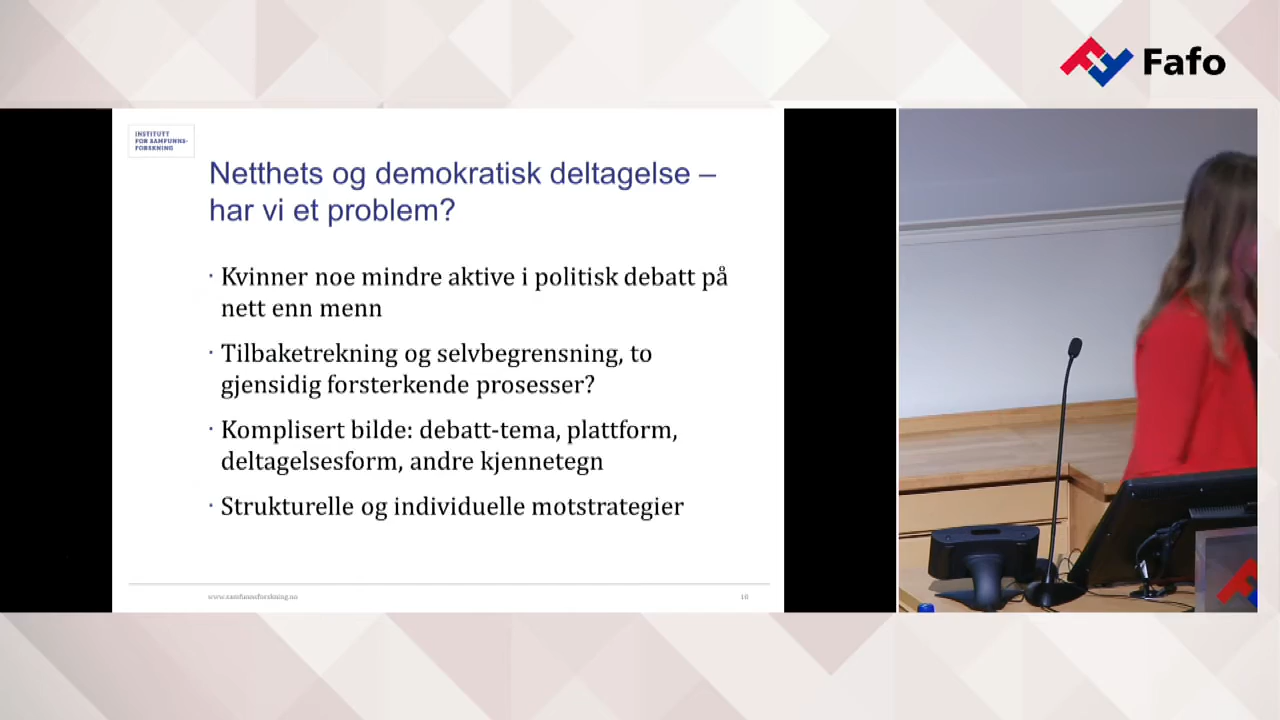 Fafo
INSTITUTT
FOR SAMFUNNS-
FORSKNING
Netthets og demokratisk deltagelse –
har vi et problem?
· Kvinner noe mindre aktive i politisk debatt på
nett enn menn
· Tilbaketrekning og selvbegrensning, to
gjensidig forsterkende prosesser?
· Komplisert bilde: debatt-tema, plattform,
deltagelsesform, andre kjennetegn
· Strukturelle og individuelle motstrategier
www.samfunnsforskning.no